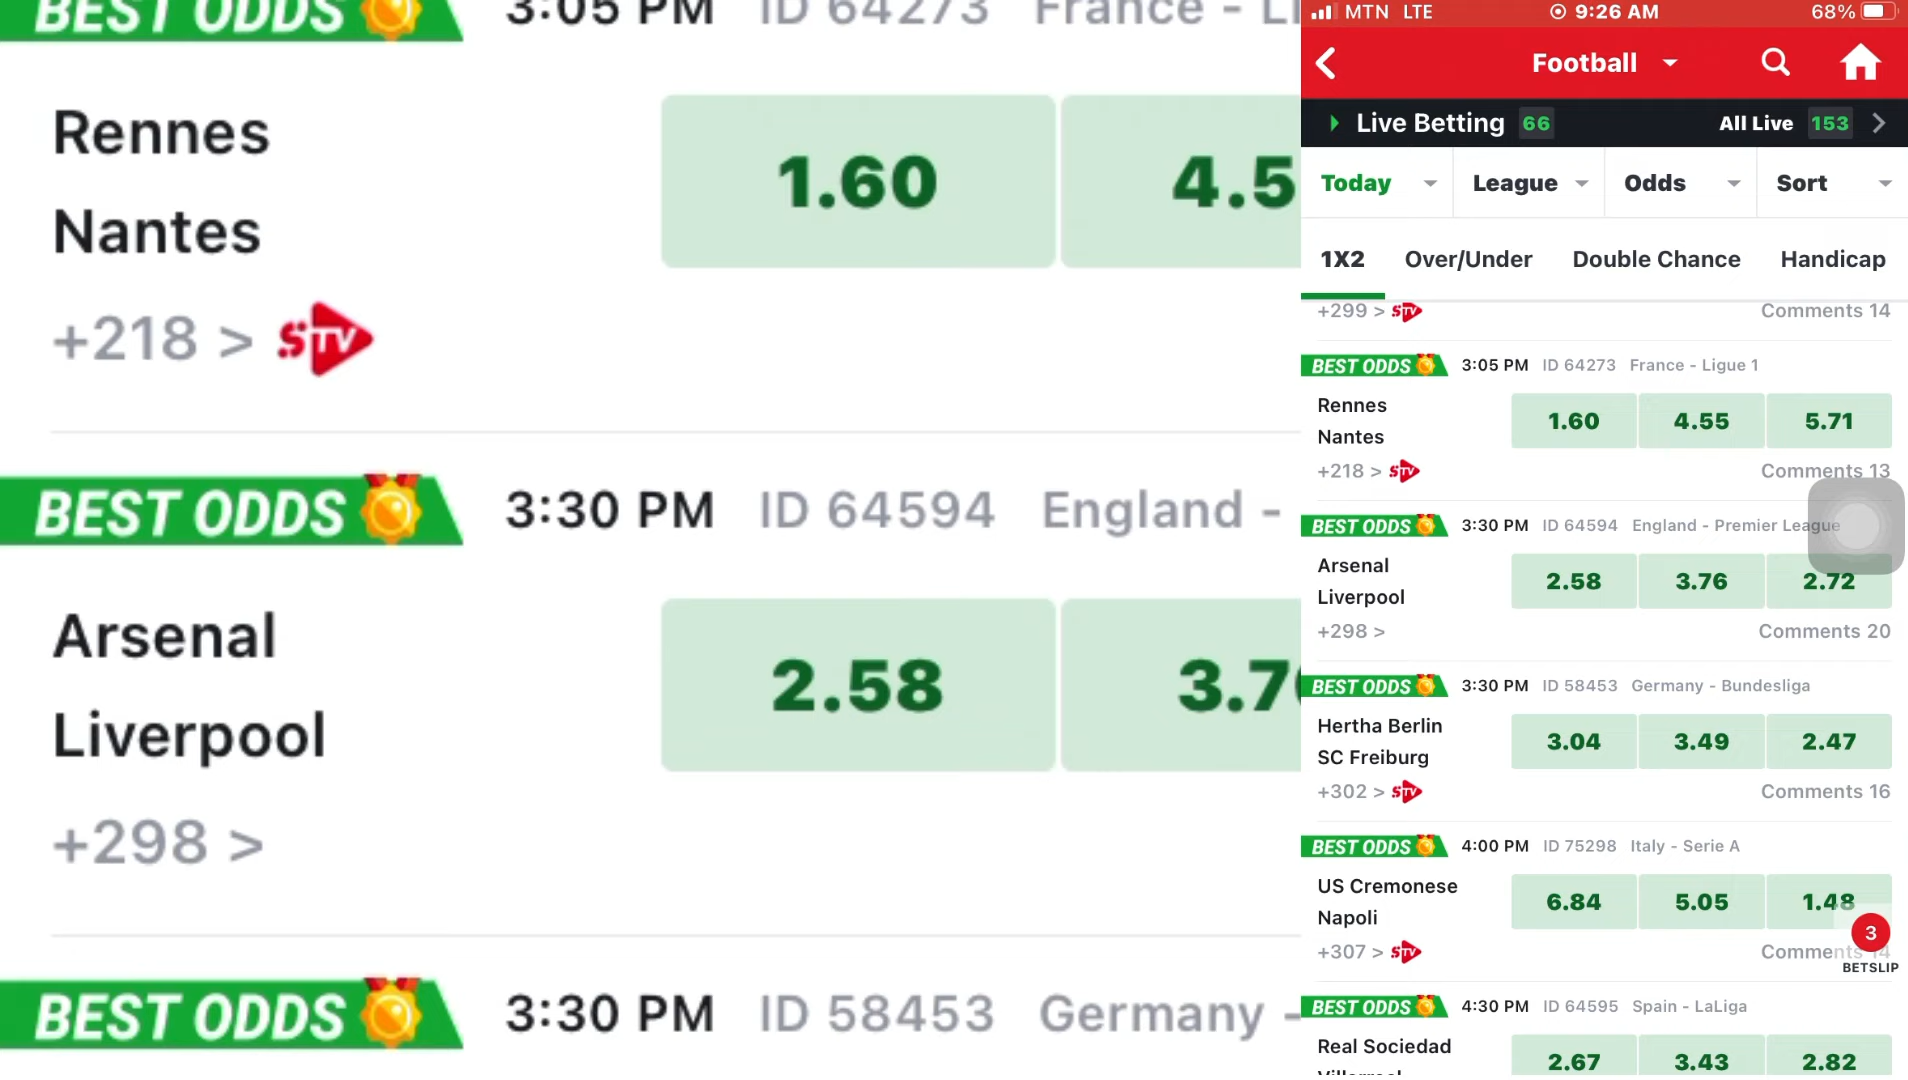 BEST ODDS 3:05 PM ID 64273 France - Li
Rennes
Nantes
1.60 4.5
+218 > STV
BEST ODDS 3:30 PM ID 64594 England -
Arsenal
Liverpool
2.58 3.7
+298 >
BEST ODDS 3:30 PM ID 58453 Germany -
MTN LTE 9:26 AM 68%
Football
Live Betting 66 All Live 153
Today League Odds Sort
1X2 Over/Under Double Chance Handicap
+299 > STV Comments 14
BEST ODDS 3:05 PM ID 64273 France - Ligue 1
Rennes
Nantes
1.60 4.55 5.71
+218 > STV Comments 13
BEST ODDS 3:30 PM ID 64594 England - Premier League
Arsenal
Liverpool
2.58 3.76 2.72
+298 > Comments 20
BEST ODDS 3:30 PM ID 58453 Germany - Bundesliga
Hertha Berlin
SC Freiburg
3.04 3.49 2.47
+302 > STV Comments 16
BEST ODDS 4:00 PM ID 75298 Italy - Serie A
US Cremonese
Napoli
6.84 5.05 1.48
+307 > STV Comments 14
3
BETSLIP
BEST ODDS 4:30 PM ID 64595 Spain - LaLiga
Real Sociedad
2.67 3.43 2.82